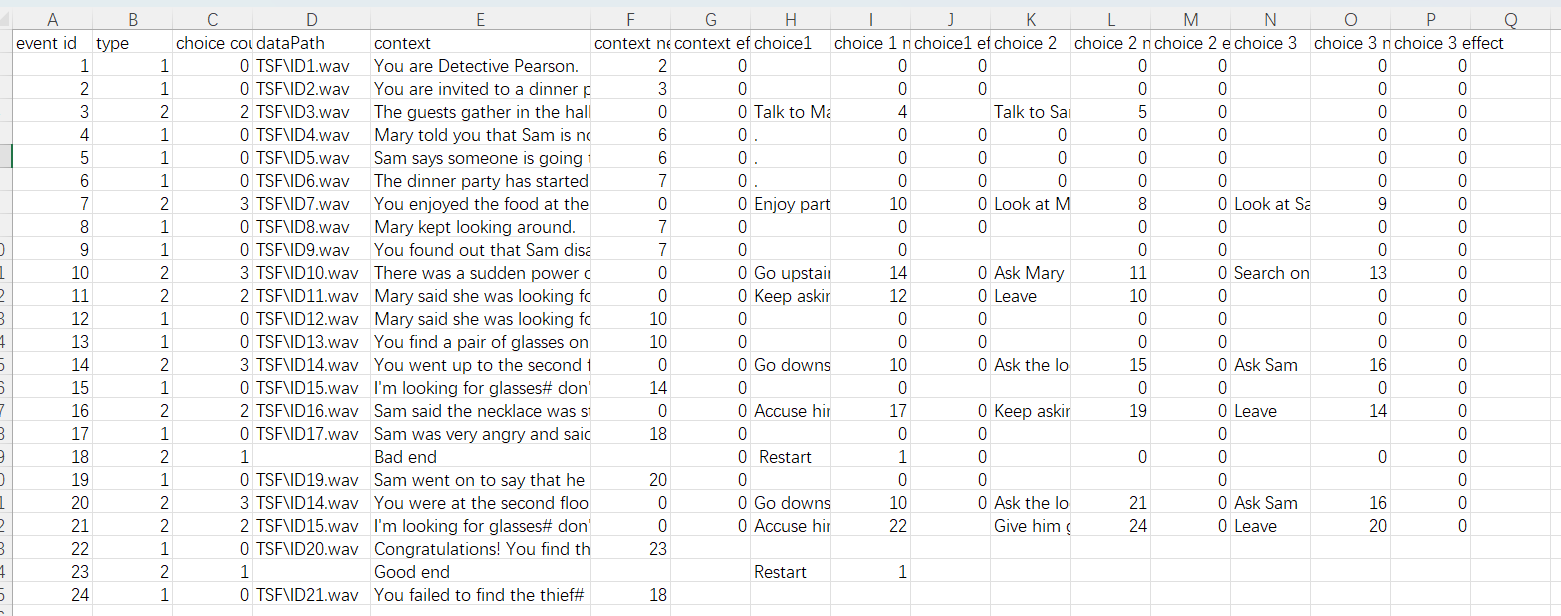 A B C D E F G H I J K L M N O P Q
event id type choice cou dataPath context context ne context ef choice1 choice 1 n choice1 ef choice 2 choice 2 n choice 2 e choice 3 choice 3 n choice 3 effect
1 1 0 TSF\ID1.wav You are Detective Pearson. 2 0 0 0 0 0 0 0
2 1 0 TSF\ID2.wav You are invited to a dinner p 3 0 0 0 0 0 0 0
3 2 2 TSF\ID3.wav The guests gather in the hall 0 0 Talk to Ma 4 Talk to Sar 5 0 0 0
4 1 0 TSF\ID4.wav Mary told you that Sam is no 6 0 . 0 0 0 0 0 0 0
5 1 0 TSF\ID5.wav Sam says someone is going 6 0 . 0 0 0 0 0 0 0
6 1 0 TSF\ID6.wav The dinner party has started 7 0 . 0 0 0 0 0 0 0
7 2 3 TSF\ID7.wav You enjoyed the food at the 0 0 Enjoy part 10 0 Look at M 8 0 Look at Sa 9 0
8 1 0 TSF\ID8.wav Mary kept looking around. 7 0 0 0 0 0 0 0
9 1 0 TSF\ID9.wav You found out that Sam disa 7 0 0 0 0 0 0
10 2 3 TSF\ID10.wav There was a sudden power o 0 0 Go upstair 14 0 Ask Mary 11 0 Search on 13 0
11 2 2 TSF\ID11.wav Mary said she was looking fo 0 0 Keep askin 12 0 Leave 10 0 0 0
12 1 0 TSF\ID12.wav Mary said she was looking fo 10 0 0 0 0 0 0 0
13 1 0 TSF\ID13.wav You find a pair of glasses on 10 0 0 0 0 0 0 0
14 2 3 TSF\ID14.wav You went up to the second f 0 0 Go downs 10 0 Ask the lo 15 0 Ask Sam 16 0
15 1 0 TSF\ID15.wav I'm looking for glasses# don' 14 0 0 0 0 0 0 0
16 2 2 TSF\ID16.wav Sam said the necklace was st 0 0 Accuse hin 17 0 Keep askin 19 0 Leave 14 0
17 1 0 TSF\ID17.wav Sam was very angry and said 18 0 0 0 0 0
18 2 1 Bad end 0 Restart 1 0 0 0 0 0
19 1 0 TSF\ID19.wav Sam went on to say that he 20 0 0 0 0 0
20 2 3 TSF\ID14.wav You were at the second floo 0 0 Go downs 10 0 Ask the lo 21 0 Ask Sam 16 0
21 2 2 TSF\ID15.wav I'm looking for glasses# don' 0 0 Accuse hin 22 Give him g 24 0 Leave 20 0
22 1 0 TSF\ID20.wav Congratulations! You find th 23
23 2 1 Good end Restart 1
24 1 0 TSF\ID21.wav You failed to find the thief# 18